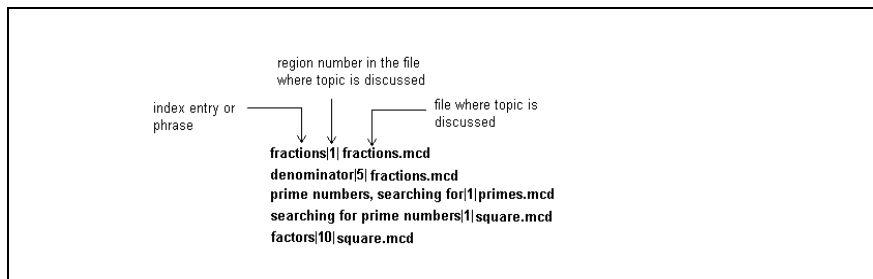 region number in the file
where topic is discussed
index entry or
phrase
file where topic is
discussed
fractions|1| fractions.mcd
denominator|5| fractions.mcd
prime numbers, searching for|1|primes.mcd
searching for prime numbers|1| square.mcd
factors|10| square.mcd